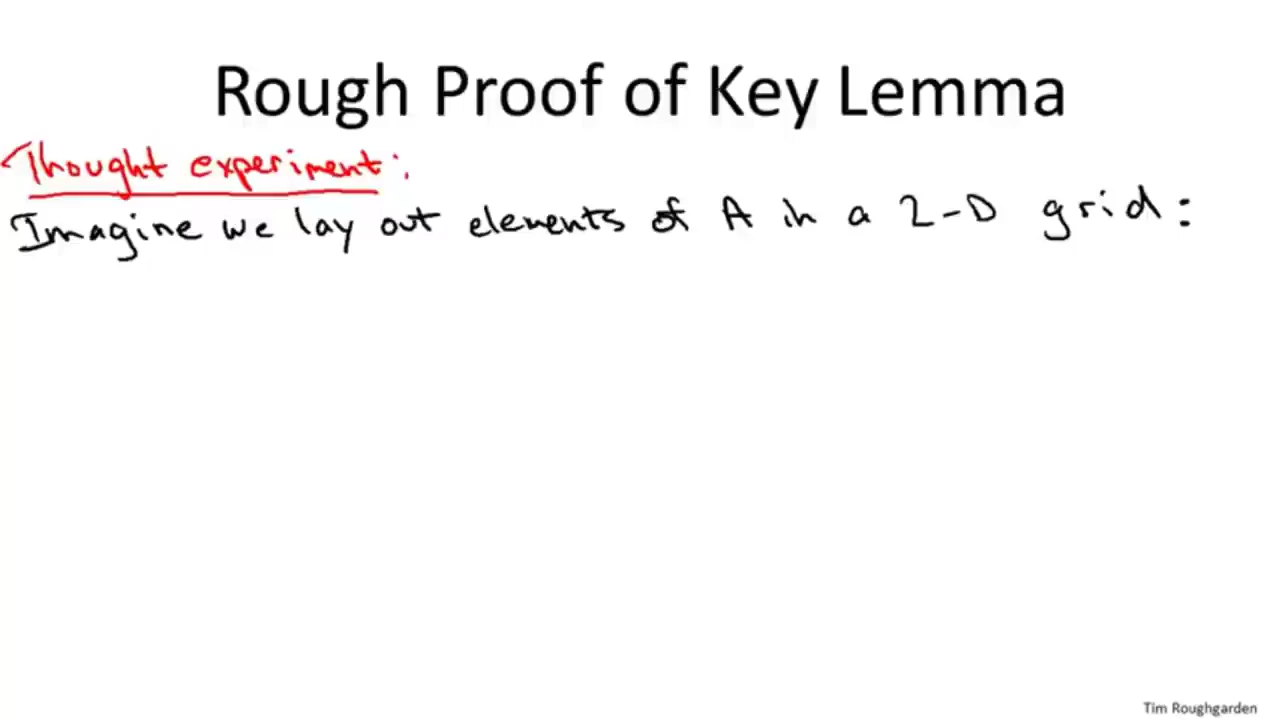 Rough Proof of Key Lemma
Thought experiment:
Imagine we lay out elements of A in a 2-D grid:
Tim Roughgarden